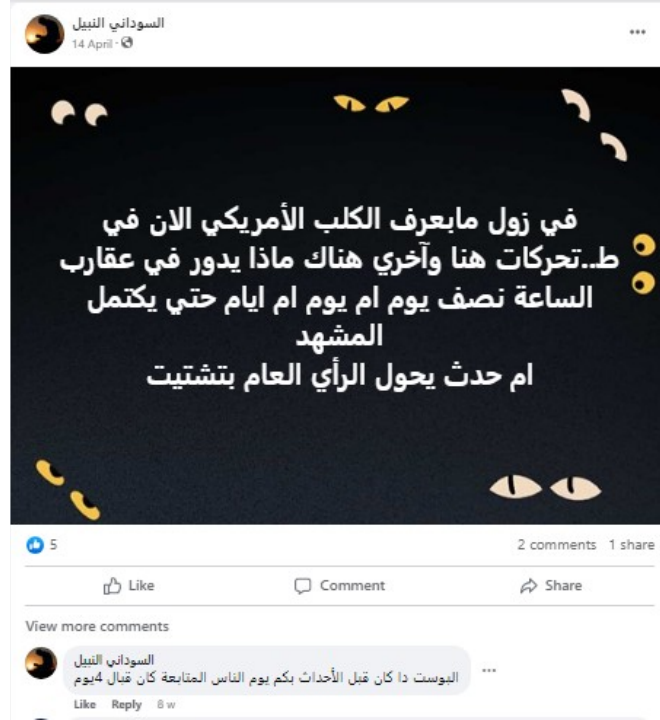 السوداني النبيل
14 April ·
في زول مابعرف الكلب الأمريكي الان في
ط..تحركات هنا وآخري هناك ماذا يدور في عقارب
الساعة نصف يوم ام يوم ام ايام حتي يكتمل
المشهد
ام حدث يحول الرأي العام بتشتيت
5
2 comments 1 share
Like Comment Share
View more comments
السوداني النبيل
البوست دا كان قبل الأحداث بكم يوم الناس المتابعة كان قبال 4يوم
Like Reply 8 w